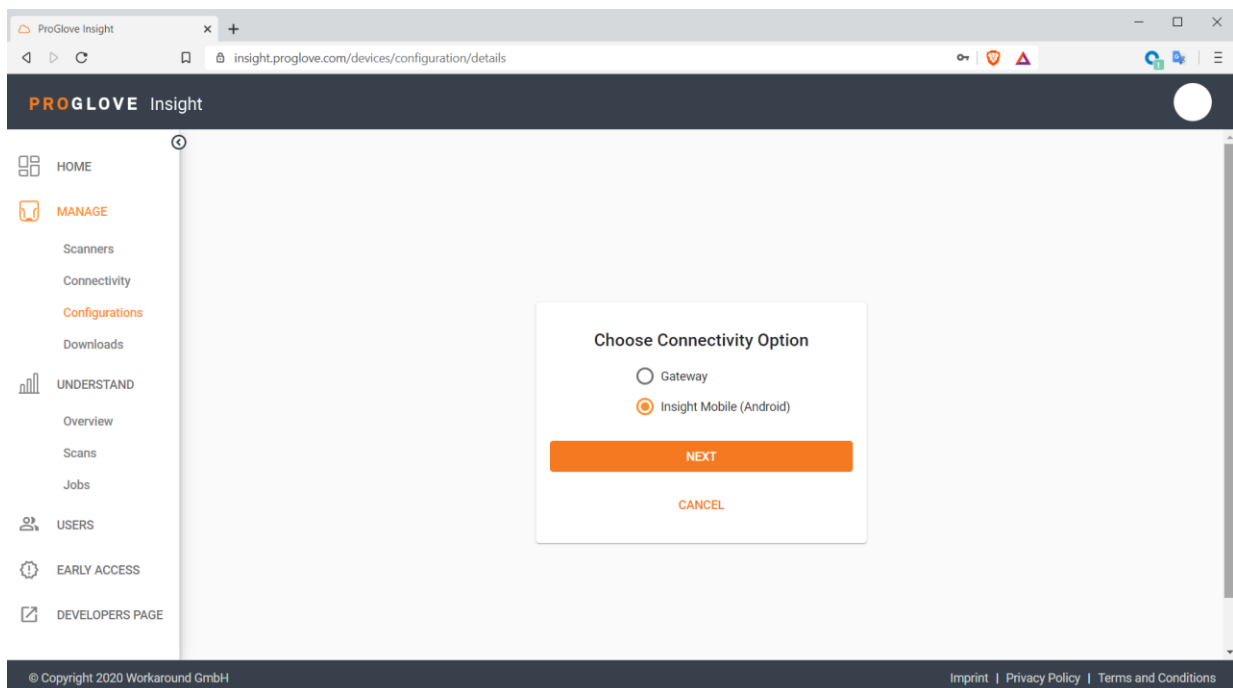 ProGlove Insight
insight.proglove.com/devices/configuration/details
PROGLOVE Insight
HOME
MANAGE
Scanners
Connectivity
Configurations
Downloads
UNDERSTAND
Overview
Scans
Jobs
USERS
EARLY ACCESS
DEVELOPERS PAGE
Choose Connectivity Option
Gateway
Insight Mobile (Android)
NEXT
CANCEL
© Copyright 2020 Workaround GmbH
Imprint | Privacy Policy | Terms and Conditions